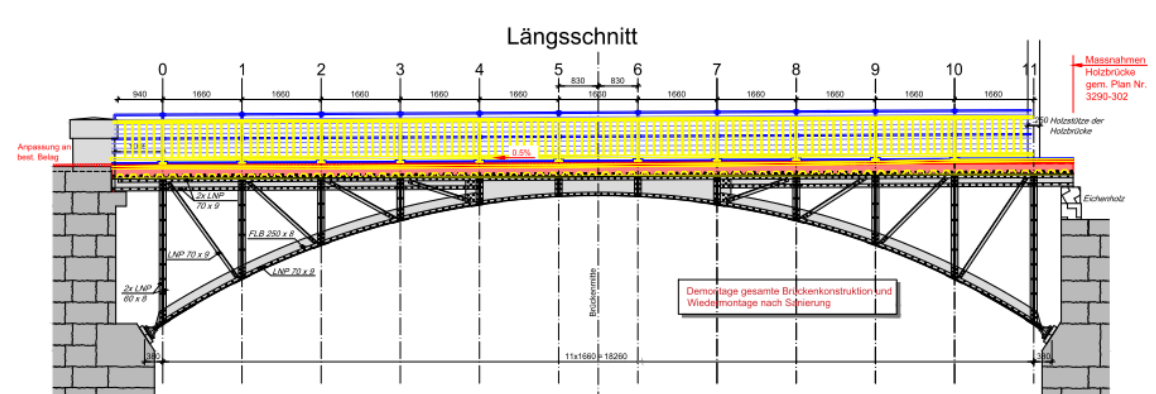 Längsschnitt
0 1 2 3 4 5 6 7 8 9 10 11
830 830
940 1660 1660 1660 1660 1660 1660 1660 1660 1660 1660 1660
Massnahmen
Holzbrücke
gem. Plan Nr.
3290-302
250 Holzstütze der
Holzbrücke
Anpassung an
best. Belag
0.5%
2x LNP
70 x 9
Eichenholz
FLB 250 x 8
LNP 70 x 9
LNP 70 x 9
2x LNP
60 x 8
Brückenmitte
Demontage gesamte Brückenkonstruktion und
Wiedermontage nach Sanierung
380 11x1660 = 18260 380